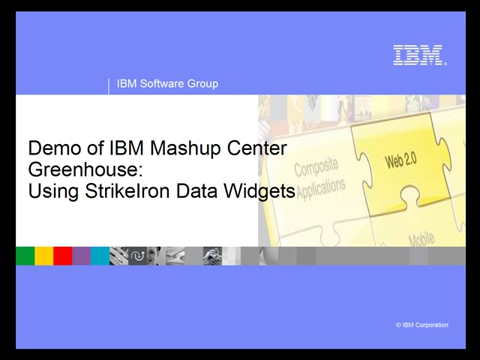 IBM®
IBM Software Group
Demo of IBM Mashup Center
Greenhouse:
Using StrikeIron Data Widgets
Composite
Applications
Web 2.0
Mobile
© IBM Corporation